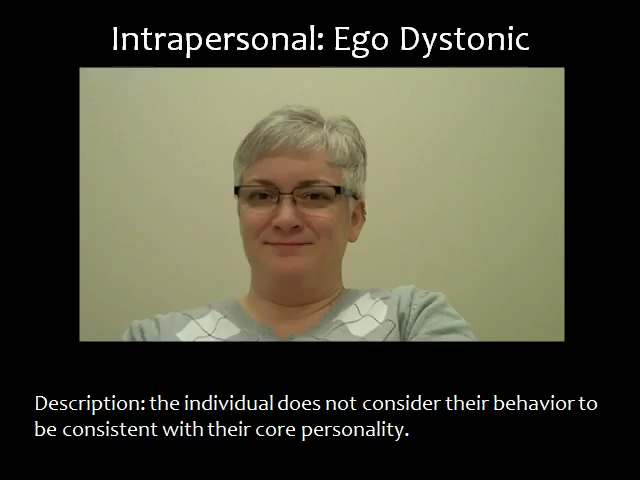 Intrapersonal: Ego Dystonic
Description: the individual does not consider their behavior to
be consistent with their core personality.